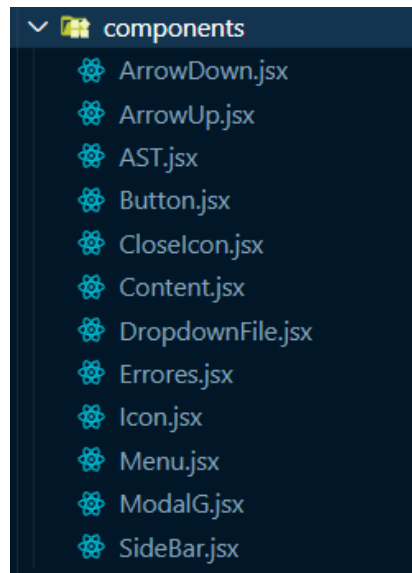 components
ArrowDown.jsx
ArrowUp.jsx
AST.jsx
Button.jsx
CloseIcon.jsx
Content.jsx
DropdownFile.jsx
Errores.jsx
Icon.jsx
Menu.jsx
ModalG.jsx
SideBar.jsx